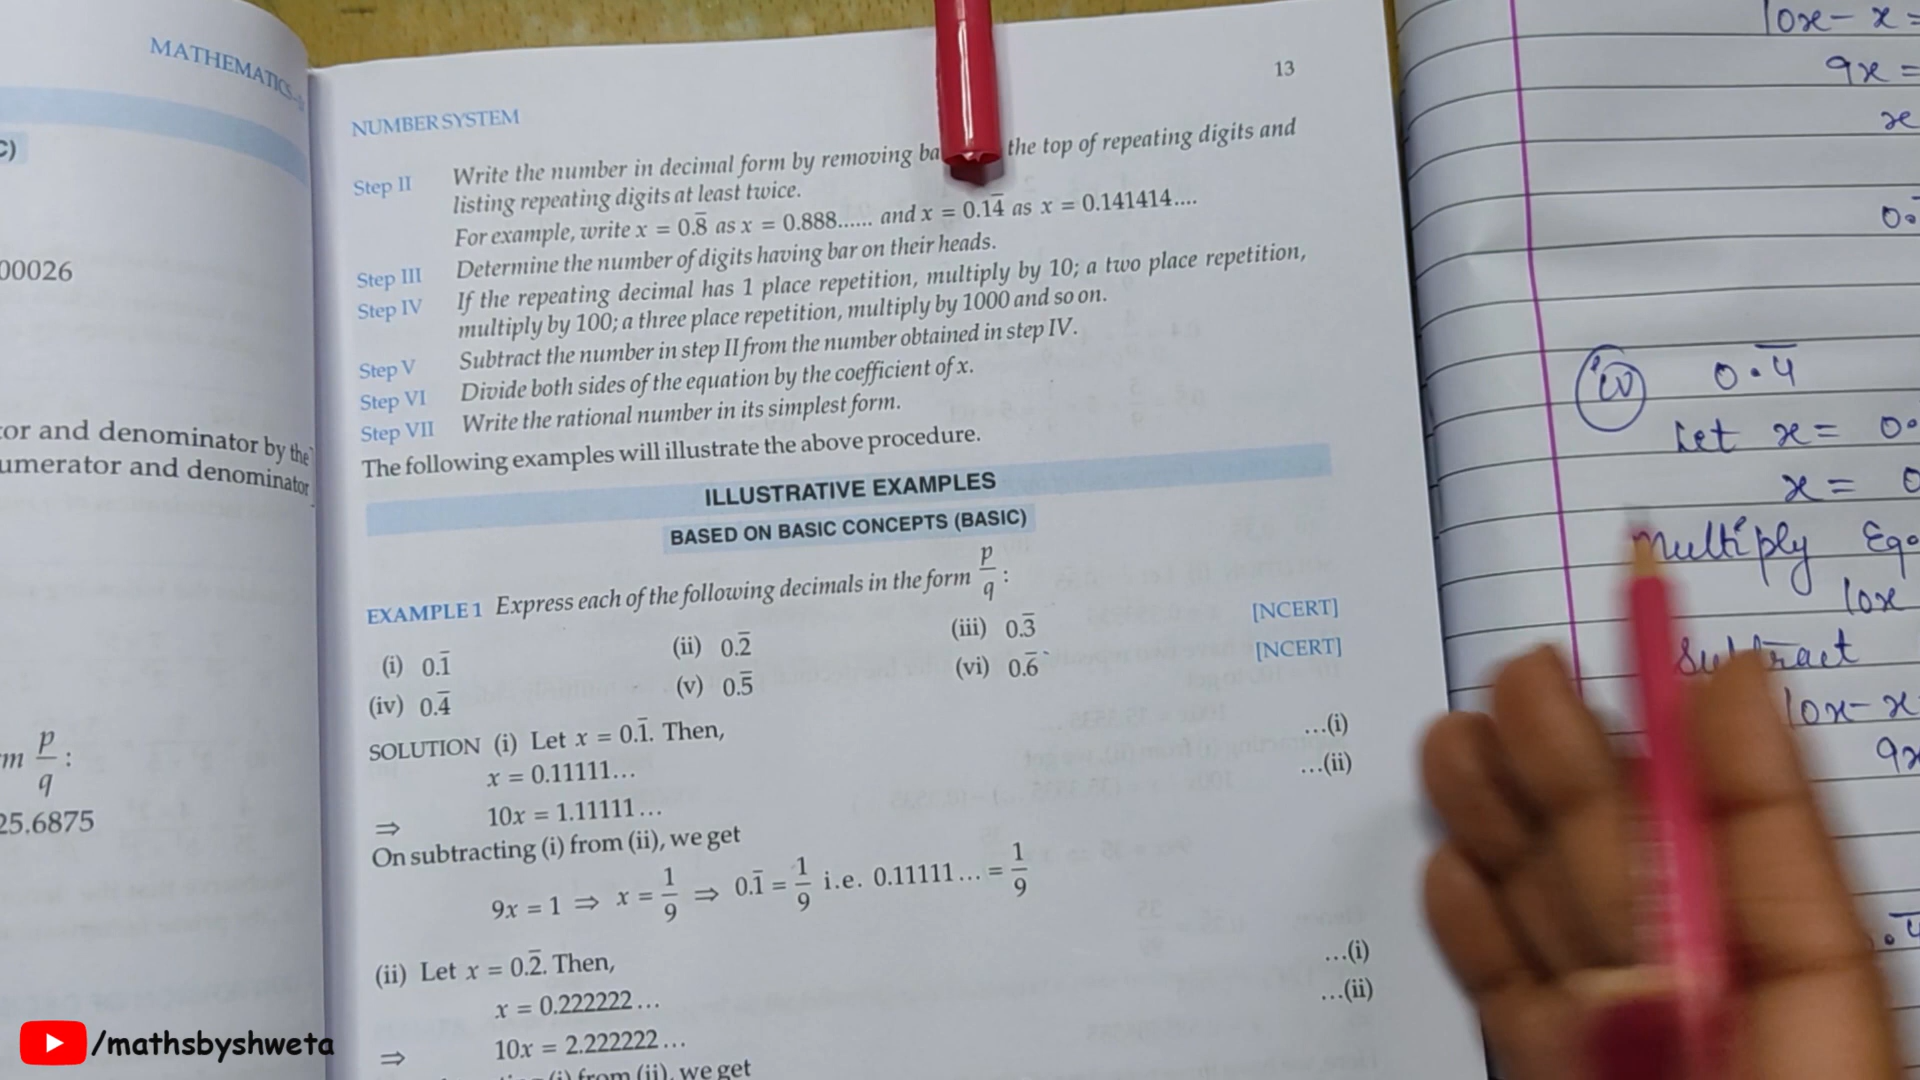 MATHEMATICS
C)
00026
or and denominator by the
umerator and denominator
m p/q :
25.6875
NUMBER SYSTEM
13
Step II Write the number in decimal form by removing the top of repeating digits and
listing repeating digits at least twice.
For example, write x = 0.8̅ as x = 0.888...... and x = 0.1̅4̅ as x = 0.141414....
Step III Determine the number of digits having bar on their heads.
Step IV If the repeating decimal has 1 place repetition, multiply by 10; a two place repetition,
multiply by 100; a three place repetition, multiply by 1000 and so on.
Step V Subtract the number in step II from the number obtained in step IV.
Step VI Divide both sides of the equation by the coefficient of x.
Step VII Write the rational number in its simplest form.
The following examples will illustrate the above procedure.
ILLUSTRATIVE EXAMPLES
BASED ON BASIC CONCEPTS (BASIC)
EXAMPLE 1 Express each of the following decimals in the form p/q :
(i) 0.1̅ (ii) 0.2̅ (iii) 0.3̅ [NCERT]
(iv) 0.4̅ (v) 0.5̅ (vi) 0.6̅ [NCERT]
SOLUTION (i) Let x = 0.1̅. Then,
x = 0.11111... ...(i)
⇒ 10x = 1.11111... ...(ii)
On subtracting (i) from (ii), we get
9x = 1 ⇒ x = 1/9 ⇒ 0.1̅ = 1/9 i.e. 0.11111... = 1/9
(ii) Let x = 0.2̅. Then,
x = 0.222222... ...(i)
⇒ 10x = 2.222222... ...(ii)
(i) from (ii), we get
10x - x =
9x =
x
0.
(iv) 0.4̅
Let x = 0.
x = 0
Multiply Eq
10x
Subtract
10x - x
9x
.4̅
/mathsbyshweta